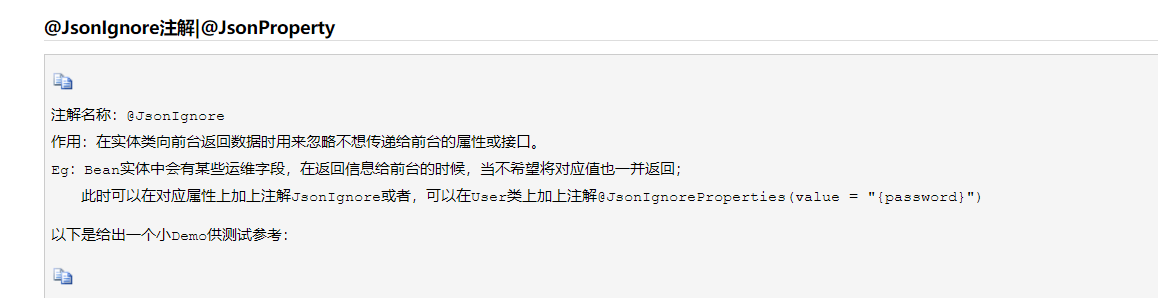 @JsonIgnore注解|@JsonProperty
注解名称：@JsonIgnore
作用：在实体类向前台返回数据时用来忽略不想传递给前台的属性或接口。
Eg：Bean实体中会有某些运维字段，在返回信息给前台的时候，当不希望将对应值也一并返回；
此时可以在对应属性上加上注解JsonIgnore或者，可以在User类上加上注解@JsonIgnoreProperties(value = "{password}")
以下是给出一个小Demo供测试参考：